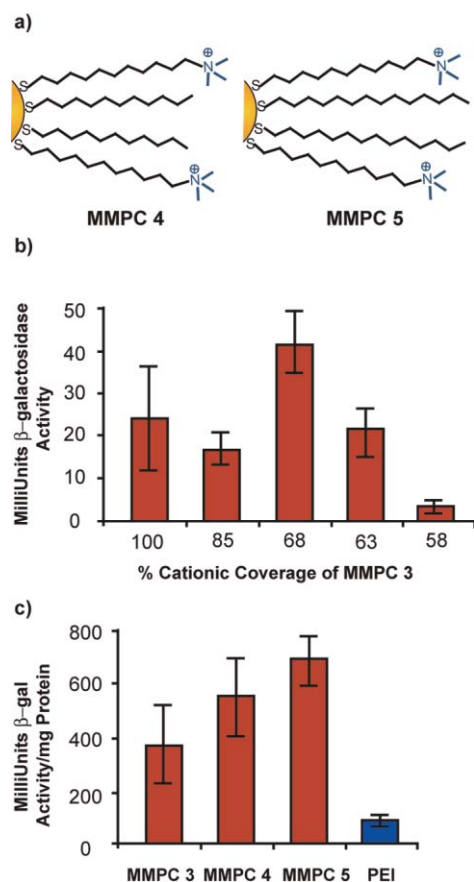 a)
S S S S N⊕ N⊕ S S S S N⊕ N⊕
MMPC 4 MMPC 5
b)
MilliUnits β–galactosidase
Activity
50
40
30
20
10
0
100 85 68 63 58
% Cationic Coverage of MMPC 3
c)
MilliUnits β–gal
Activity/mg Protein
800
600
400
200
0
MMPC 3 MMPC 4 MMPC 5 PEI